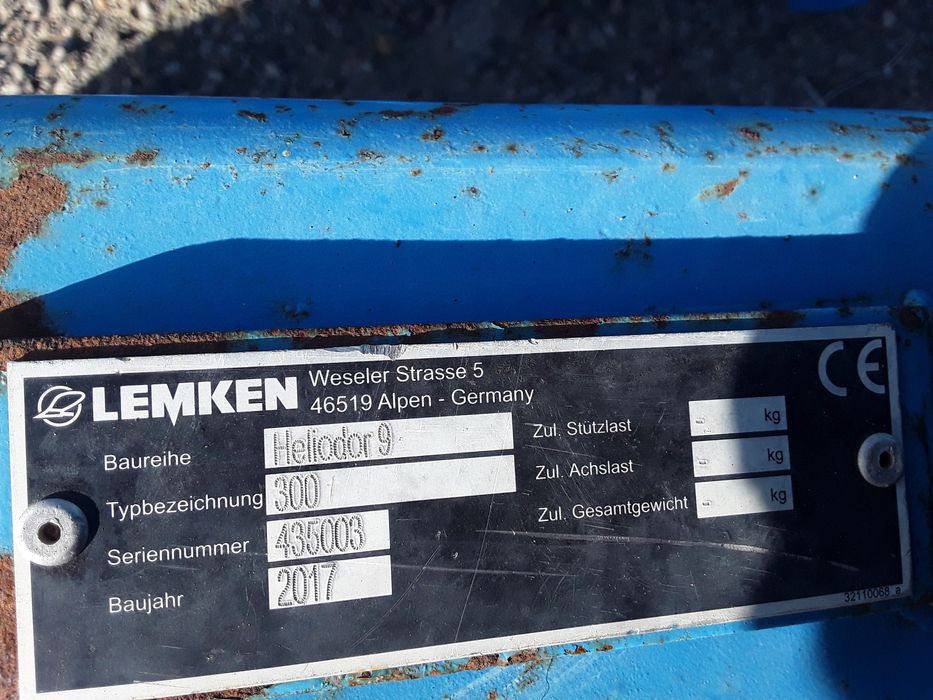 LEMKEN Weseler Strasse 5
46519 Alpen - Germany
CE
Baureihe Heliodor 9
Typbezeichnung 300
Seriennummer 435003
Baujahr 2017
Zul. Stützlast - kg
Zul. Achslast - kg
Zul. Gesamtgewicht - kg
32110068_a